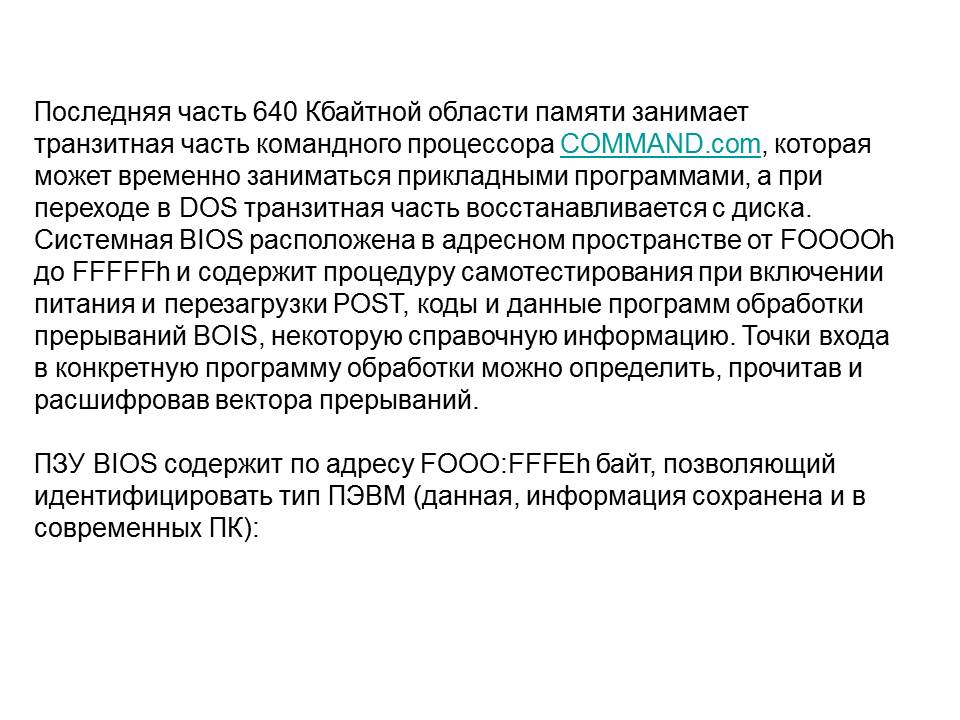 Последняя часть 640 Кбайтной области памяти занимает
транзитная часть командного процессора COMMAND.com, которая
может временно заниматься прикладными программами, а при
переходе в DOS транзитная часть восстанавливается с диска.
Системная BIOS расположена в адресном пространстве от FOOOOh
до FFFFFh и содержит процедуру самотестирования при включении
питания и перезагрузки POST, коды и данные программ обработки
прерываний BOIS, некоторую справочную информацию. Точки входа
в конкретную программу обработки можно определить, прочитав и
расшифровав вектора прерываний.
ПЗУ BIOS содержит по адресу FOOO:FFFEh байт, позволяющий
идентифицировать тип ПЭВМ (данная, информация сохранена и в
современных ПК):